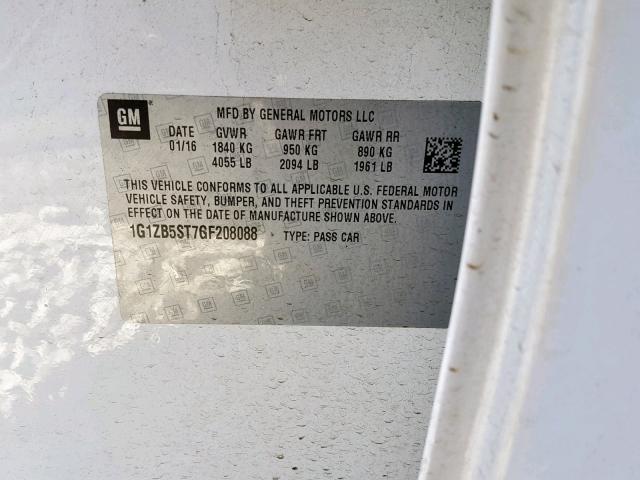 GM
MFD BY GENERAL MOTORS LLC
DATE GVWR GAWR FRT GAWR RR
01/16 1840 KG 950 KG 890 KG
4055 LB 2094 LB 1961 LB
THIS VEHICLE CONFORMS TO ALL APPLICABLE U.S. FEDERAL MOTOR
VEHICLE SAFETY, BUMPER, AND THEFT PREVENTION STANDARDS IN
EFFECT ON THE DATE OF MANUFACTURE SHOWN ABOVE.
1G1ZB5ST7GF208088 TYPE: PASS CAR